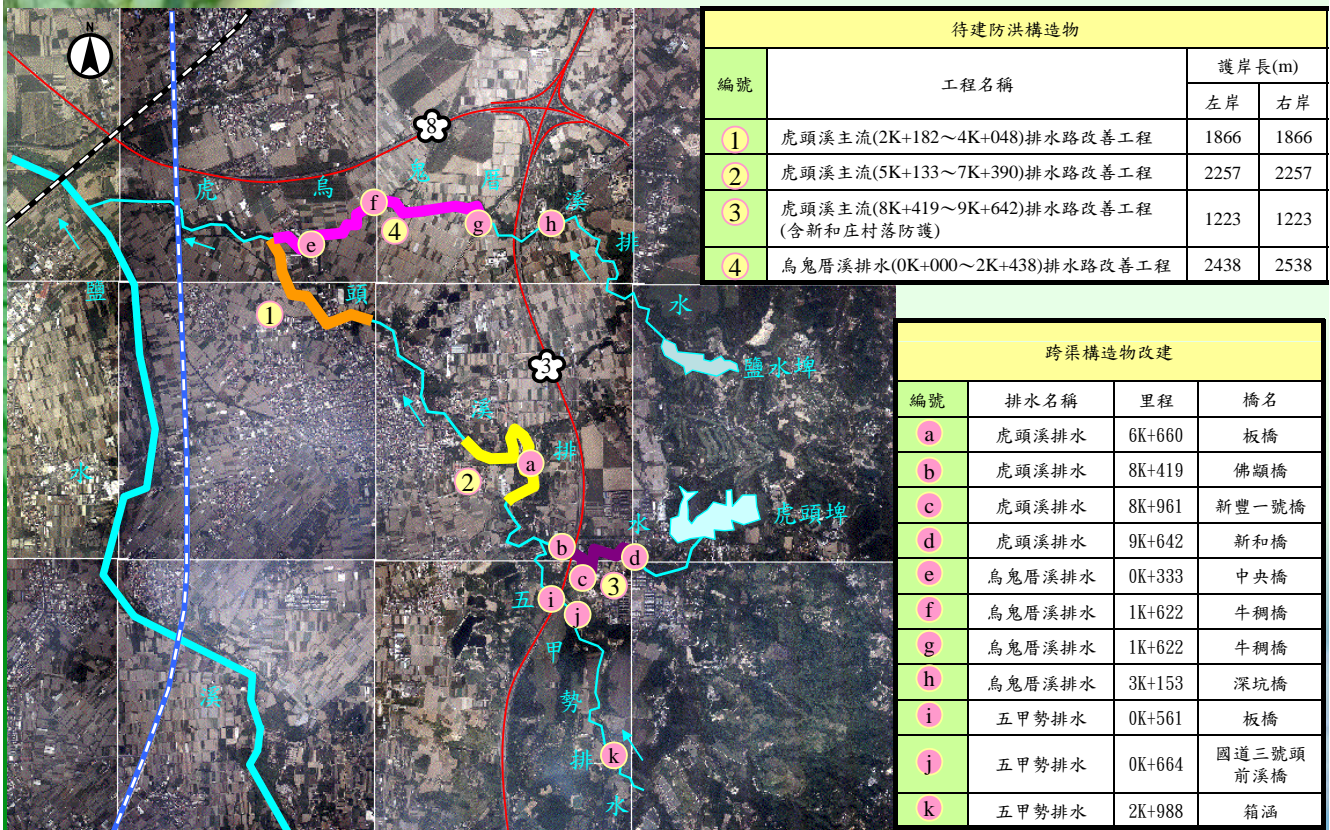 N
8
虎
烏
鬼
厝
溪
排
水
f
4
g
h
e
鹽
頭
1
3
鹽水埤
溪
排
a
2
水
虎頭埤
水
b
d
c
3
五
i
j
甲
溪
勢
排
k
水
待建防洪構造物
編號 工程名稱 護岸長(m)
左岸 右岸
1 虎頭溪主流(2K+182～4K+048)排水路改善工程 1866 1866
2 虎頭溪主流(5K+133～7K+390)排水路改善工程 2257 2257
3 虎頭溪主流(8K+419～9K+642)排水路改善工程
(含新和庄村落防護) 1223 1223
4 烏鬼厝溪排水(0K+000～2K+438)排水路改善工程 2438 2538
跨渠構造物改建
編號 排水名稱 里程 橋名
a 虎頭溪排水 6K+660 板橋
b 虎頭溪排水 8K+419 佛顓橋
c 虎頭溪排水 8K+961 新豐一號橋
d 虎頭溪排水 9K+642 新和橋
e 烏鬼厝溪排水 0K+333 中央橋
f 烏鬼厝溪排水 1K+622 牛稠橋
g 烏鬼厝溪排水 1K+622 牛稠橋
h 烏鬼厝溪排水 3K+153 深坑橋
i 五甲勢排水 0K+561 板橋
j 五甲勢排水 0K+664 國道三號頭
前溪橋
k 五甲勢排水 2K+988 箱涵